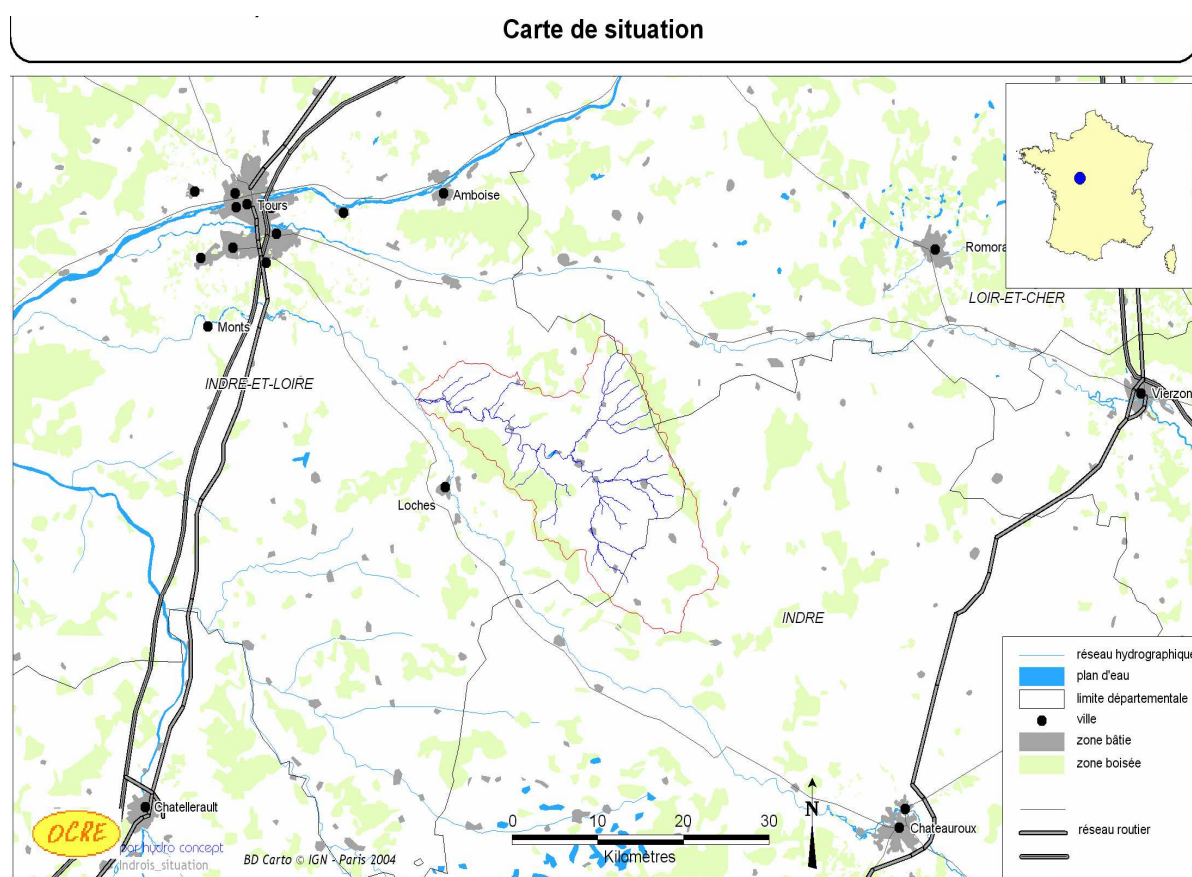 Carte de situation
Amboise
Tours
LOIR-ET-CHER
Monts
INDRE-ET-LOIRE
Vierzon
Loches
INDRE
réseau hydrographique
plan d'eau
limite départementale
ville
zone bâtie
zone boisée
réseau routier
Chatellerault
Chateauroux
N
0 10 20 30
Kilomètres
OCRE
par hydro concept
Indrois_situation
BD Carto © IGN - Paris 2004